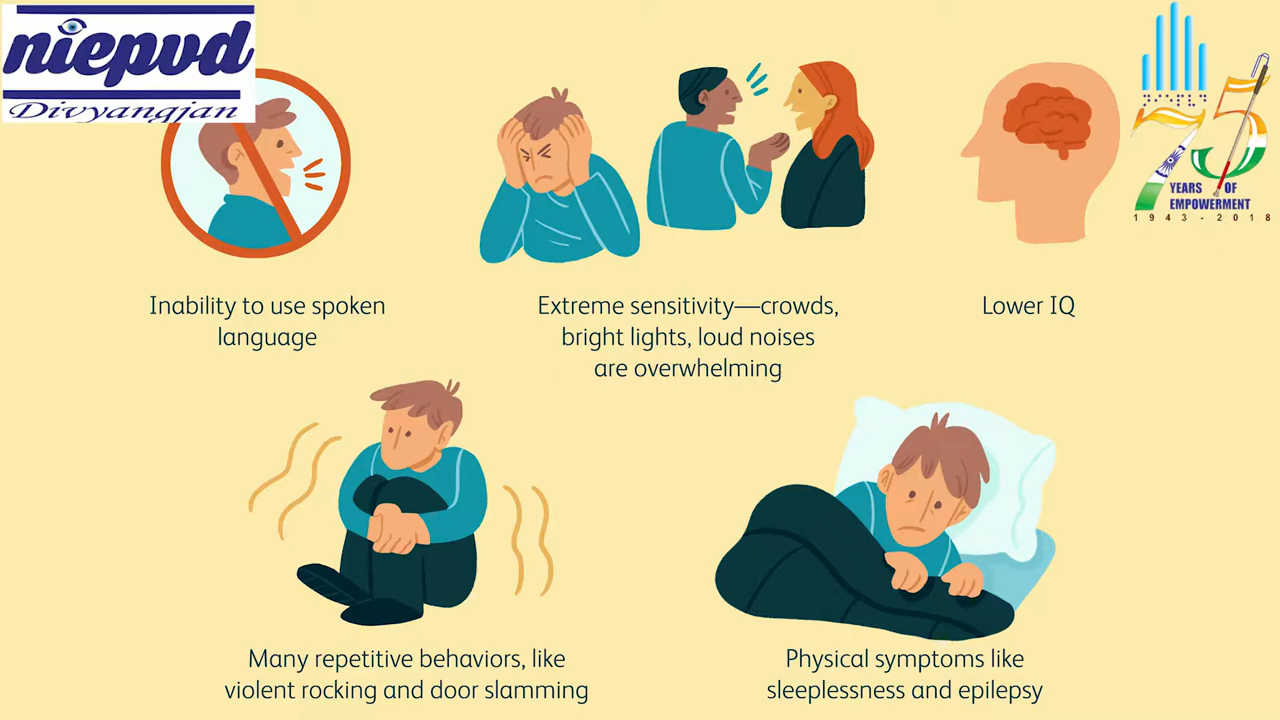 niepvd
Divyangjan
75
YEARS OF
EMPOWERMENT
1943-2018
Inability to use spoken
language
Extreme sensitivity—crowds,
bright lights, loud noises
are overwhelming
Lower IQ
Many repetitive behaviors, like
violent rocking and door slamming
Physical symptoms like
sleeplessness and epilepsy